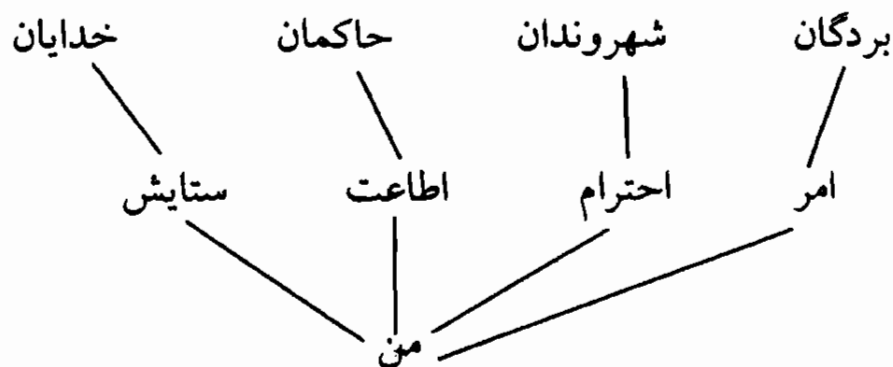 بردگان شهروندان حاکمان خدایان
امر احترام اطاعت ستایش
من